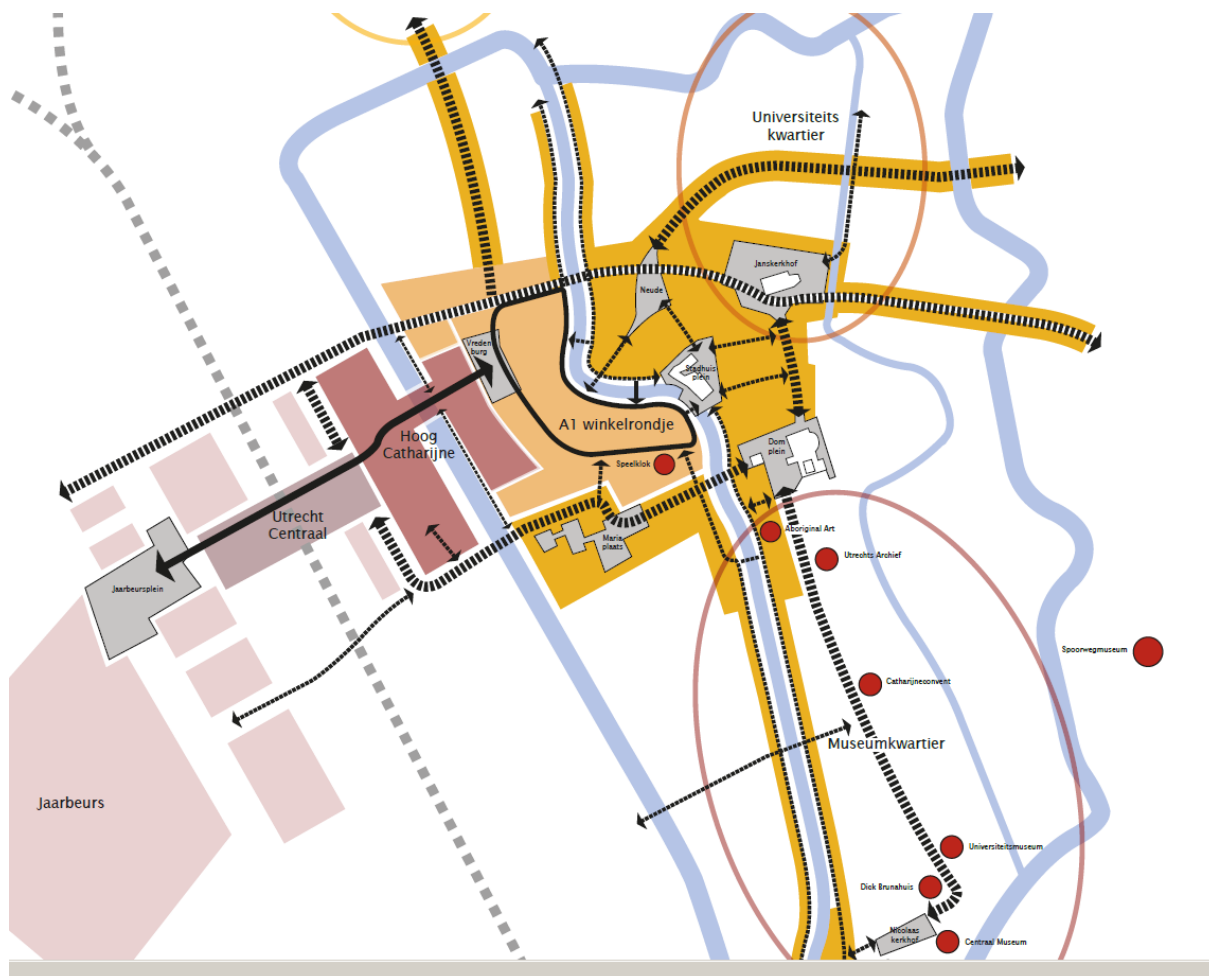 Universiteits
kwartier
Janskerkhof
Neude
Vreden
burg
Stadhuis
plein
A1 winkelrondje
Hoog
Catharijne
Dom
plein
Speelklok
Utrecht
Centraal
Maria
plaats
Aboriginal Art
Utrechts Archief
Jaarbeursplein
Spoorwegmuseum
Catharijneconvent
Museumkwartier
Jaarbeurs
Universiteitsmuseum
Dick Brunahuis
Nicolaas
kerkhof
Centraal Museum